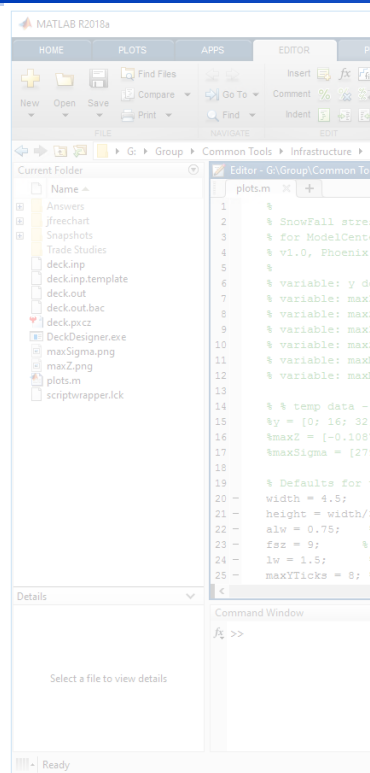 MATLAB R2018a
HOME PLOTS APPS EDITOR P
Find Files Insert fx
New Open Save Compare Go To Comment
Print Find Indent
FILE NAVIGATE EDIT
G: Group Common Tools Infrastructure
Current Folder
Name
Answers
jfreechart
Snapshots
Trade Studies
deck.inp
deck.inp.template
deck.out
deck.out.bac
deck.pxcz
DeckDesigner.exe
maxSigma.png
maxZ.png
plots.m
scriptwrapper.lck
Details
Select a file to view details
Editor - G:\Group\Common To
plots.m +
1 %
2 % SnowFall stre
3 % for ModelCent
4 % v1.0, Phoenix
5 %
6 % variable: y d
7 % variable: max
8 % variable: max
9 % variable: max
10 % variable: max
11 % variable: max
12 % variable: max
13
14 % % temp data -
15 %y = [0; 16; 32
16 %maxZ = [-0.108
17 %maxSigma = [27
18
19 % Defaults for
20 - width = 4.5;
21 - height = width/
22 - alw = 0.75;
23 - fsz = 9; %
24 - lw = 1.5;
25 - maxYTicks = 8;
Command Window
fx >>
Ready